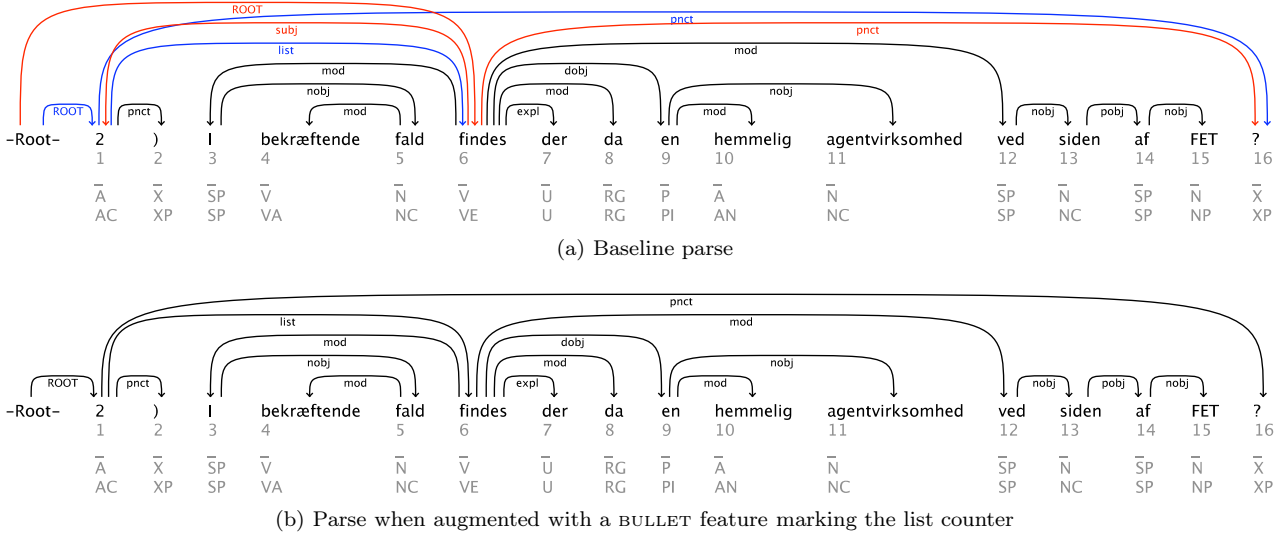 ROOT
pnct
subj
pnct
list
mod
mod
dobj
nobj
mod
nobj
ROOT
pnct
mod
expl
mod
nobj
pobj
nobj
–Root– 2 ) I bekræftende fald findes der da en hemmelig agentvirksomhed ved siden af FET ?
1 2 3 4 5 6 7 8 9 10 11 12 13 14 15 16
_ _ _ _ _ _ _ _ _ _ _ _ _ _ _ _
A X SP V N V U RG P A N SP N SP N X
AC XP SP VA NC VE U RG PI AN NC SP NC SP NP XP
(a) Baseline parse
pnct
list
mod
mod
dobj
nobj
mod
nobj
ROOT
pnct
mod
expl
mod
nobj
pobj
nobj
–Root– 2 ) I bekræftende fald findes der da en hemmelig agentvirksomhed ved siden af FET ?
1 2 3 4 5 6 7 8 9 10 11 12 13 14 15 16
_ _ _ _ _ _ _ _ _ _ _ _ _ _ _ _
A X SP V N V U RG P A N SP N SP N X
AC XP SP VA NC VE U RG PI AN NC SP NC SP NP XP
(b) Parse when augmented with a BULLET feature marking the list counter